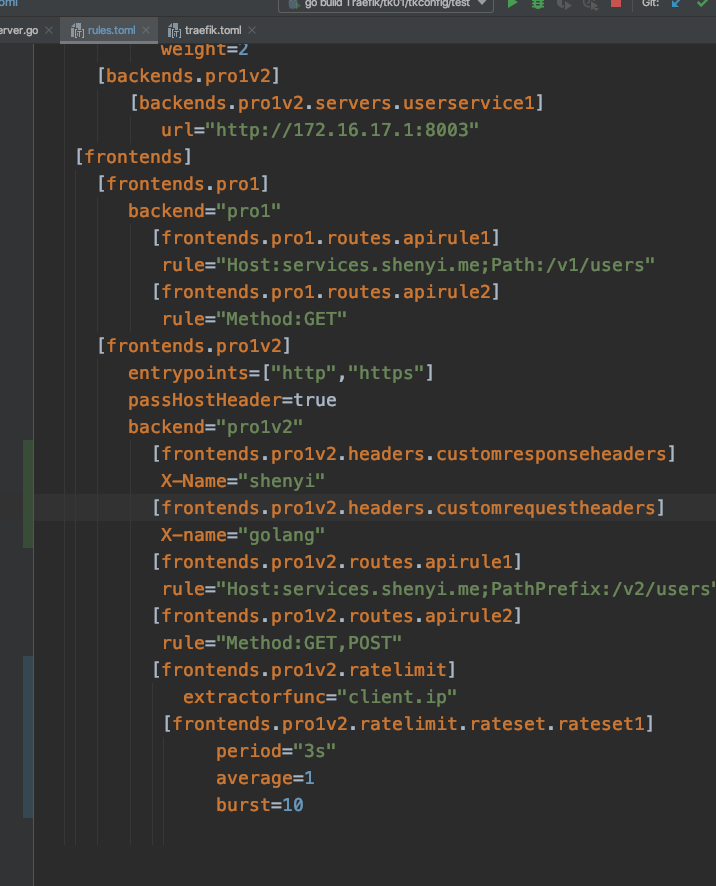 oml
go build Traefik/tk01/tkconfig/test
Git:
erver.go
rules.toml
traefik.toml
weight=2
[backends.pro1v2]
[backends.pro1v2.servers.userservice1]
url="http://172.16.17.1:8003"
[frontends]
[frontends.pro1]
backend="pro1"
[frontends.pro1.routes.apirule1]
rule="Host:services.shenyi.me;Path:/v1/users"
[frontends.pro1.routes.apirule2]
rule="Method:GET"
[frontends.pro1v2]
entrypoints=["http","https"]
passHostHeader=true
backend="pro1v2"
[frontends.pro1v2.headers.customresponseheaders]
X-Name="shenyi"
[frontends.pro1v2.headers.customrequestheaders]
X-name="golang"
[frontends.pro1v2.routes.apirule1]
rule="Host:services.shenyi.me;PathPrefix:/v2/users"
[frontends.pro1v2.routes.apirule2]
rule="Method:GET,POST"
[frontends.pro1v2.ratelimit]
extractorfunc="client.ip"
[frontends.pro1v2.ratelimit.rateset.rateset1]
period="3s"
average=1
burst=10